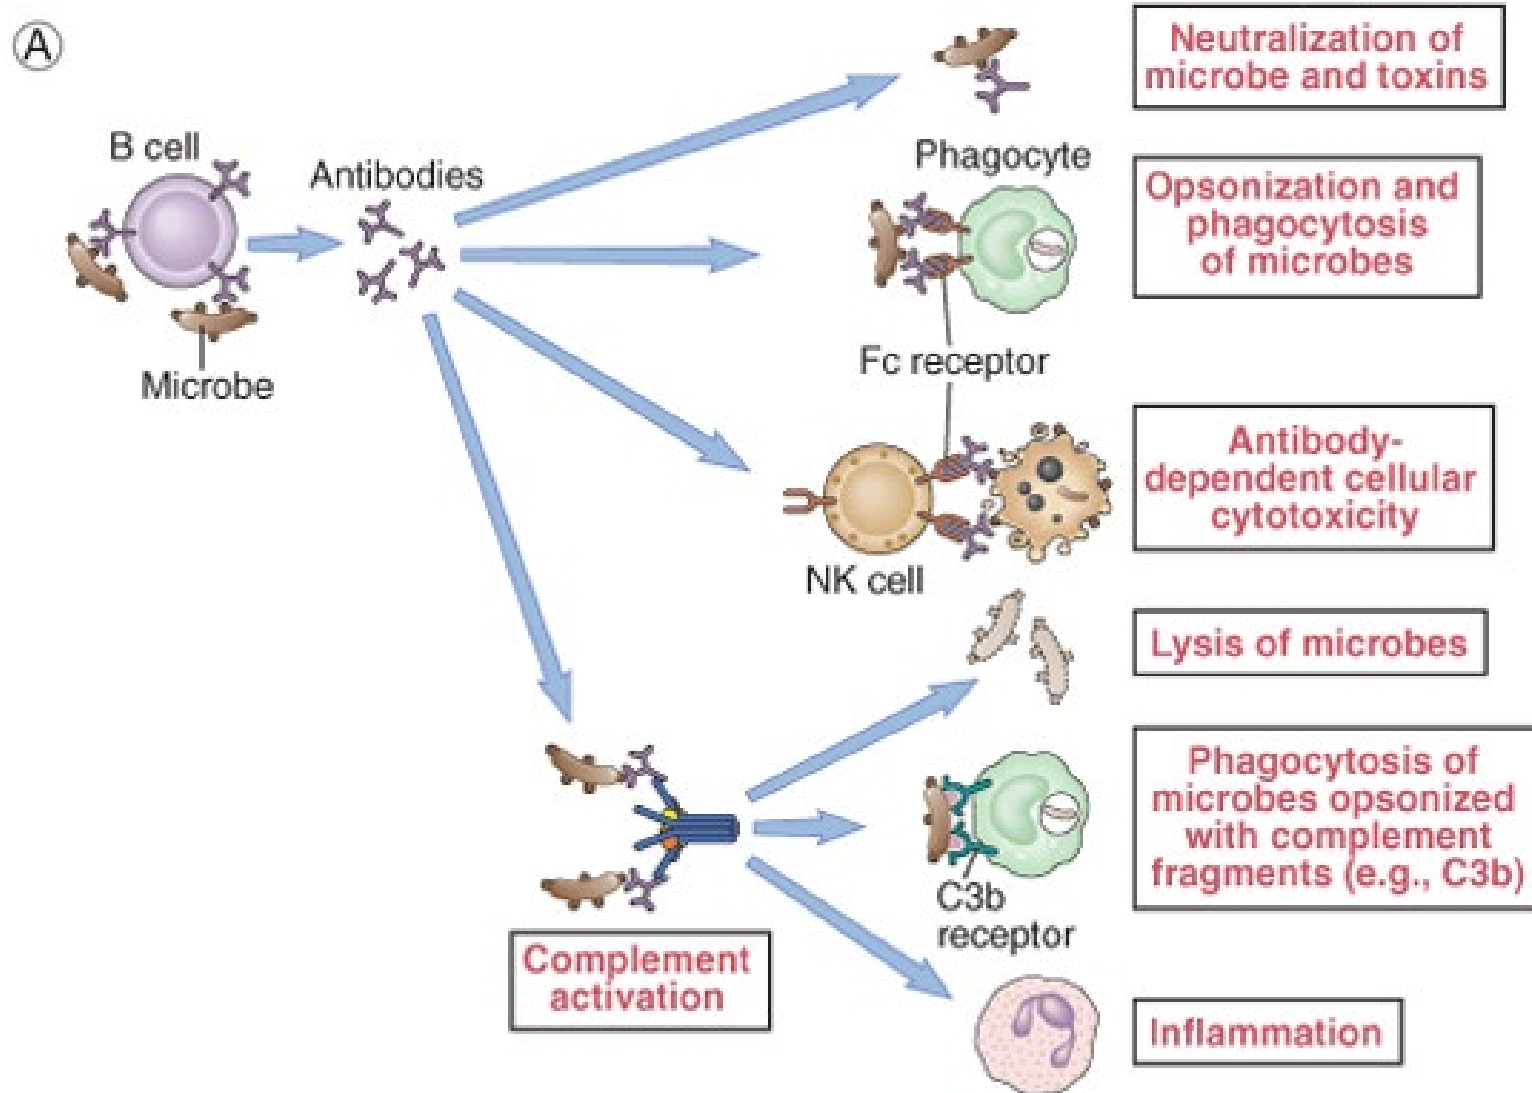 A
Neutralization of
microbe and toxins
B cell
Antibodies
Phagocyte
Opsonization and
phagocytosis
of microbes
Microbe
Fc receptor
Antibody-
dependent cellular
cytotoxicity
NK cell
Lysis of microbes
Phagocytosis of
microbes opsonized
with complement
fragments (e.g., C3b)
C3b
receptor
Complement
activation
Inflammation